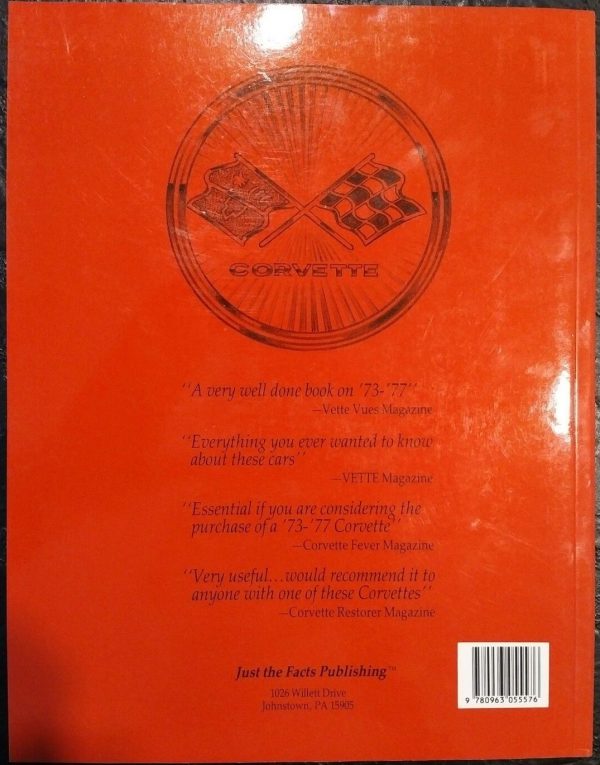 CORVETTE
"A very well done book on '73-'77"
—Vette Vues Magazine
"Everything you ever wanted to know
about these cars"
—VETTE Magazine
"Essential if you are considering the
purchase of a '73-'77 Corvette"
—Corvette Fever Magazine
"Very useful...would recommend it to
anyone with one of these Corvettes"
—Corvette Restorer Magazine
Just the Facts Publishing™
1026 Willett Drive
Johnstown, PA 15905
9 780963 055576